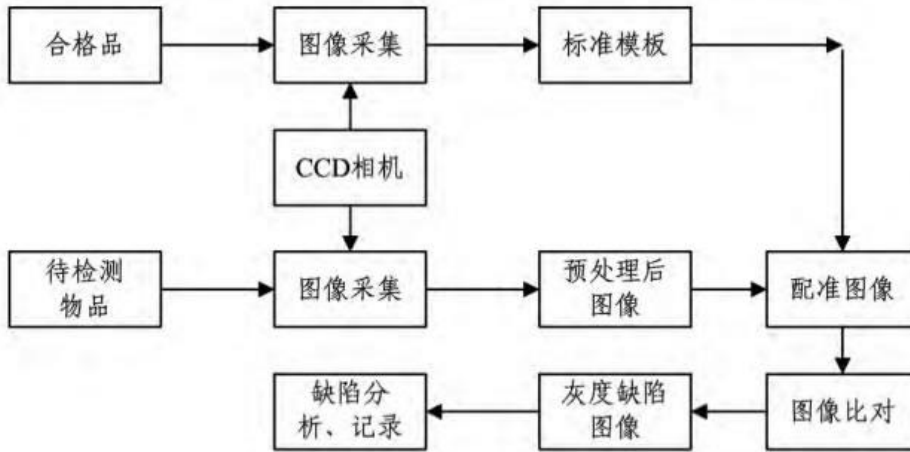 合格品
图像采集
标准模板
CCD相机
待检测
物品
图像采集
预处理后
图像
配准图像
缺陷分
析、记录
灰度缺陷
图像
图像比对